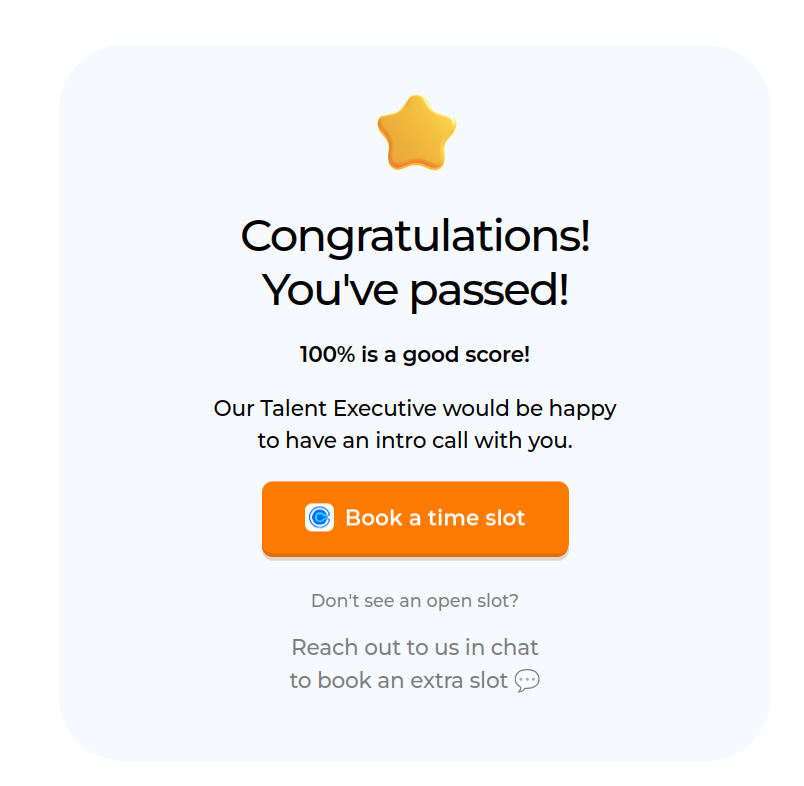 Congratulations!
You've passed!
100% is a good score!
Our Talent Executive would be happy
to have an intro call with you.
Book a time slot
Don't see an open slot?
Reach out to us in chat
to book an extra slot 💬